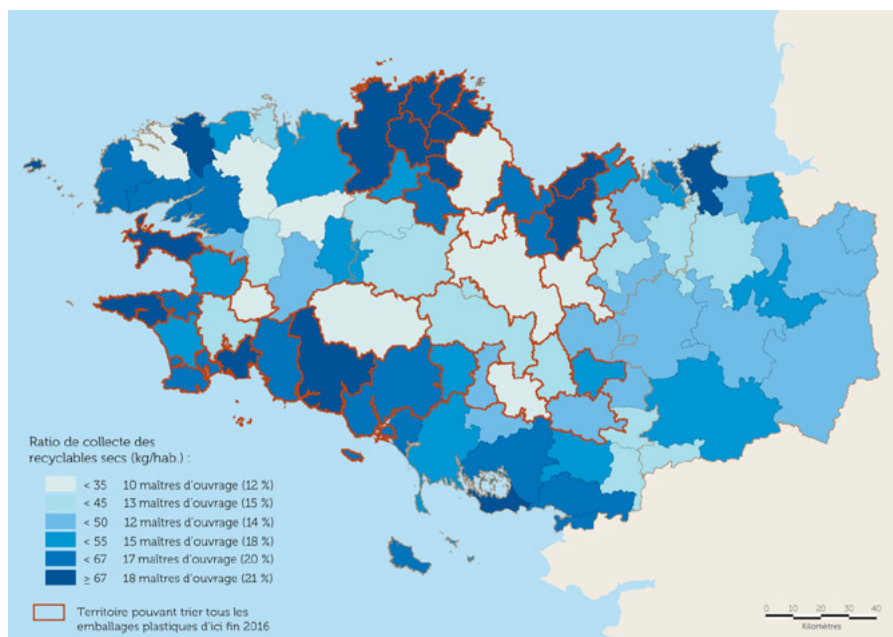 Ratio de collecte des
recyclables secs (kg/hab.) :
< 35 10 maîtres d'ouvrage (12 %)
< 45 13 maîtres d'ouvrage (15 %)
< 50 12 maîtres d'ouvrage (14 %)
< 55 15 maîtres d'ouvrage (18 %)
< 67 17 maîtres d'ouvrage (20 %)
≥ 67 18 maîtres d'ouvrage (21 %)
Territoire pouvant trier tous les
emballages plastiques d'ici fin 2016
0 10 20 30 40
Kilomètres